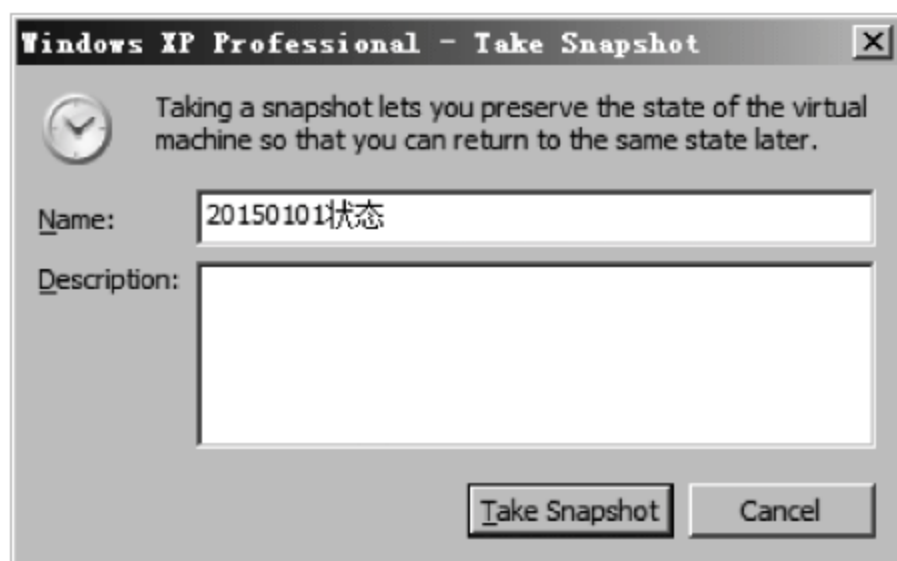 Windows XP Professional - Take Snapshot
Taking a snapshot lets you preserve the state of the virtual
machine so that you can return to the same state later.
Name:
20150101状态
Description:
Take Snapshot
Cancel